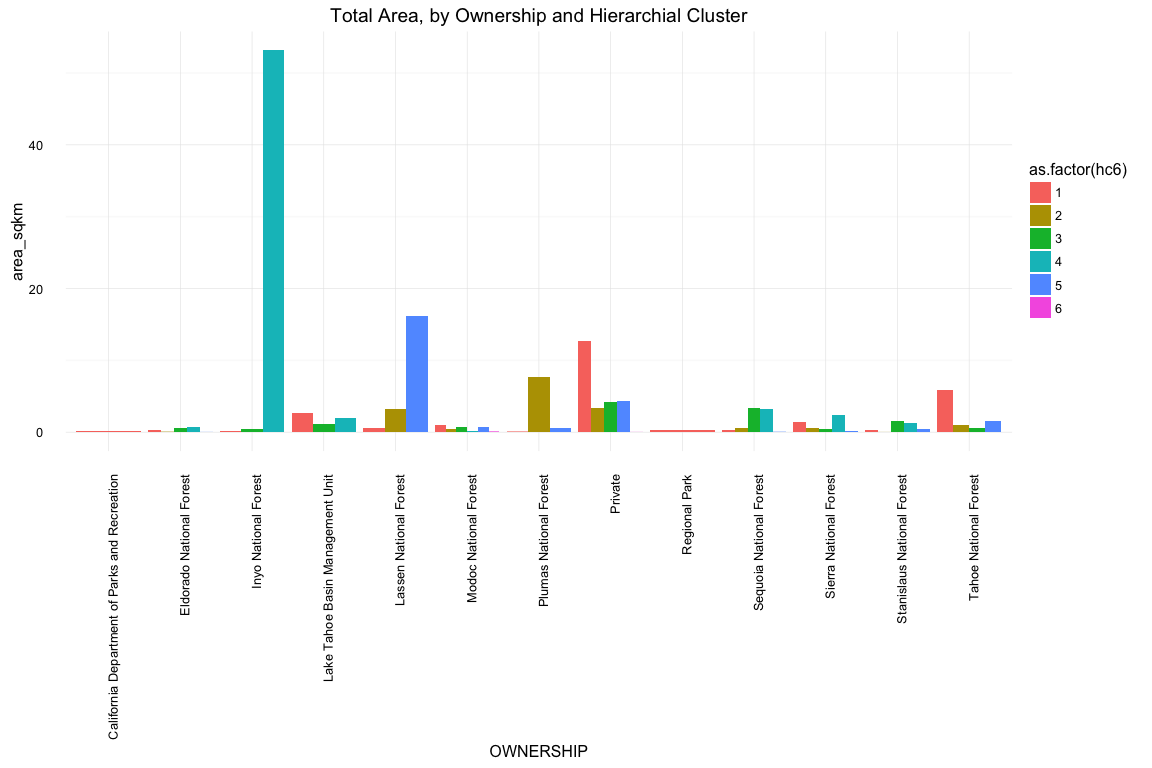 Total Area, by Ownership and Hierarchial Cluster
area_sqkm
40
20
0
as.factor(hc6)
1
2
3
4
5
6
California Department of Parks and Recreation
Eldorado National Forest
Inyo National Forest
Lake Tahoe Basin Management Unit
Lassen National Forest
Modoc National Forest
Plumas National Forest
Private
Regional Park
Sequoia National Forest
Sierra National Forest
Stanislaus National Forest
Tahoe National Forest
OWNERSHIP